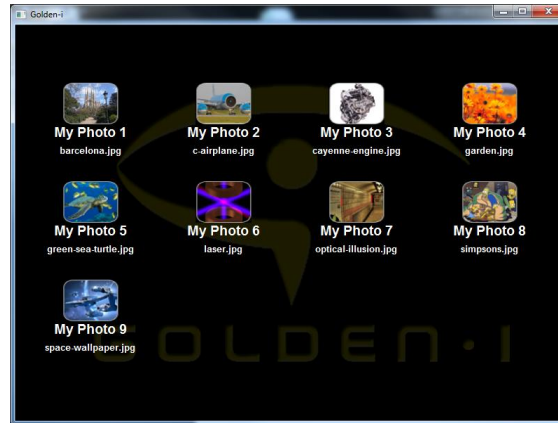 Golden-i
My Photo 1
barcelona.jpg
My Photo 2
c-airplane.jpg
My Photo 3
cayenne-engine.jpg
My Photo 4
garden.jpg
My Photo 5
green-sea-turtle.jpg
My Photo 6
laser.jpg
My Photo 7
optical-illusion.jpg
My Photo 8
simpsons.jpg
My Photo 9
space-wallpaper.jpg
GOLDEN·I